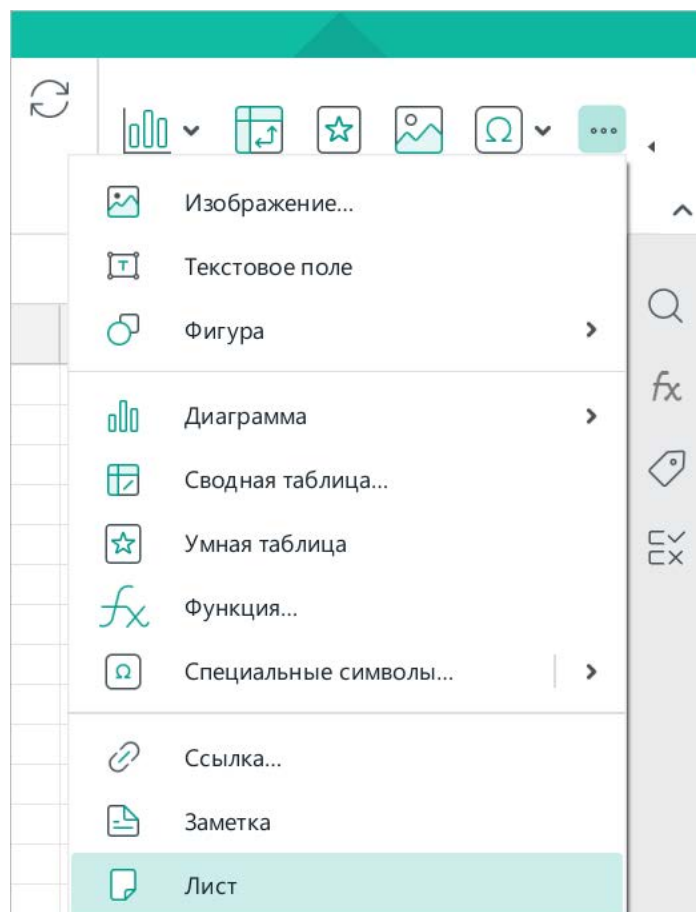 Изображение...
Текстовое поле
Фигура
Диаграмма
Сводная таблица...
Умная таблица
Функция...
Специальные символы...
Ссылка...
Заметка
Лист